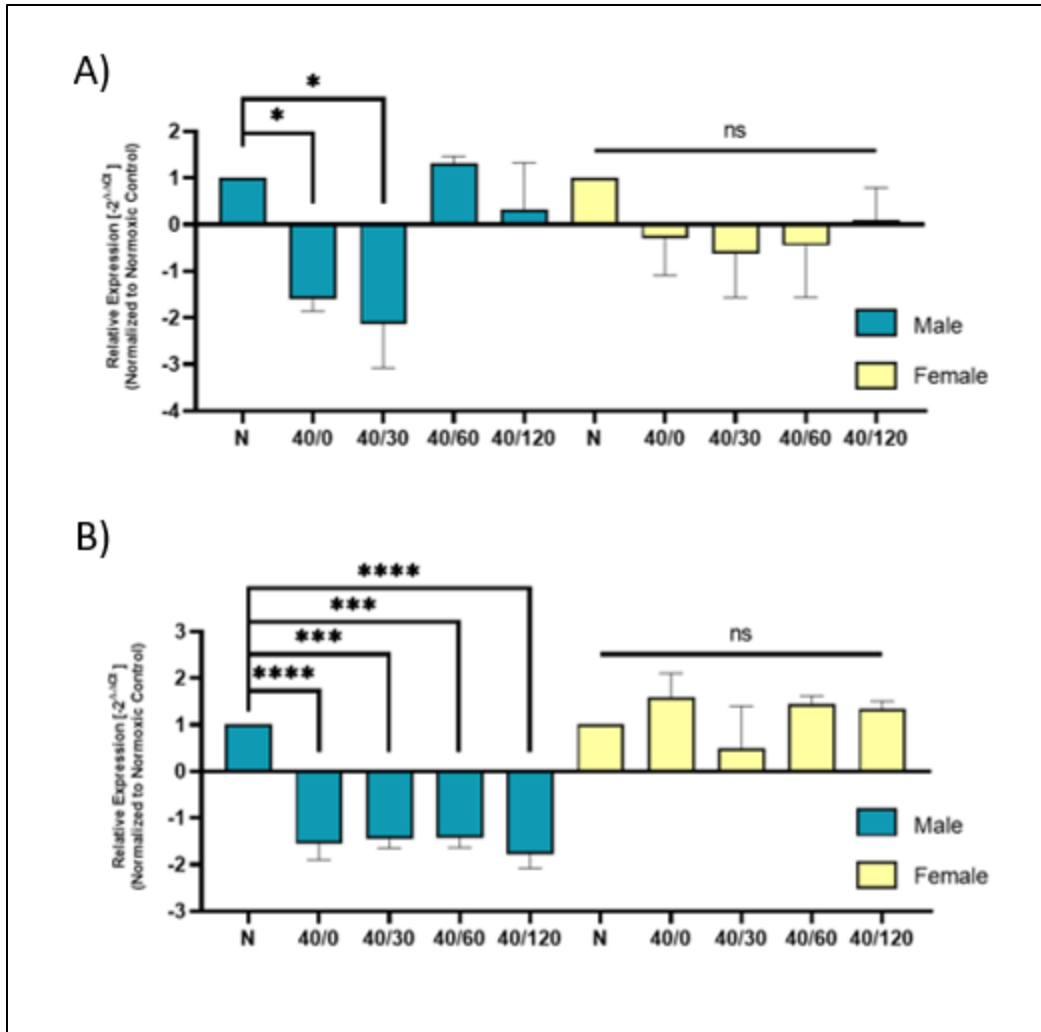 A)
*
*
ns
Relative Expression [-2^-ΔΔCt]
(Normalized to Normoxic Control)
2
1
0
-1
-2
-3
-4
Male
Female
N 40/0 40/30 40/60 40/120 N 40/0 40/30 40/60 40/120
B)
****
***
***
****
ns
Relative Expression [-2^-ΔΔCt]
(Normalized to Normoxic Control)
3
2
1
0
-1
-2
-3
Male
Female
N 40/0 40/30 40/60 40/120 N 40/0 40/30 40/60 40/120